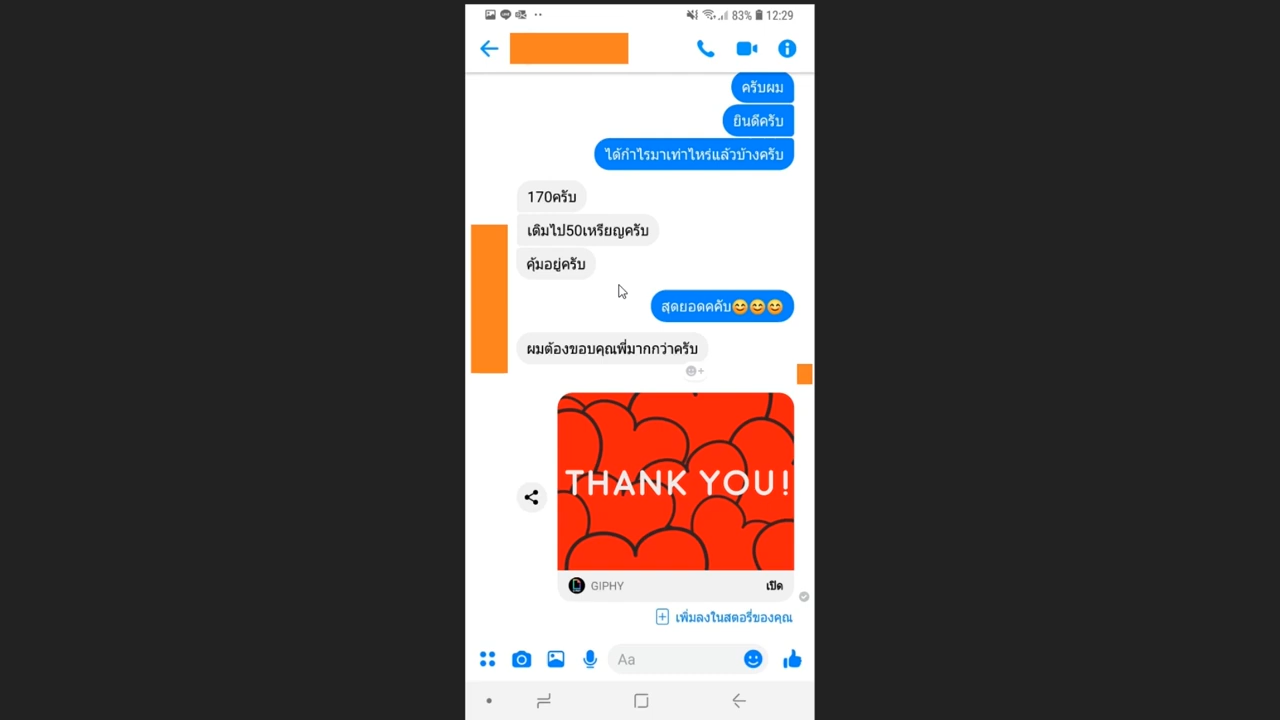 83% 12:29
ครับผม
ยินดีครับ
ได้กำไรมาเท่าไหร่แล้วบ้างครับ
170ครับ
เติมไป50เหรียญครับ
คุ้มอยู่ครับ
สุดยอดคคับ😊😊😊
ผมต้องขอบคุณพี่มากกว่าครับ
THANK YOU!
GIPHY เปิด
เพิ่มลงในสตอรี่ของคุณ
Aa